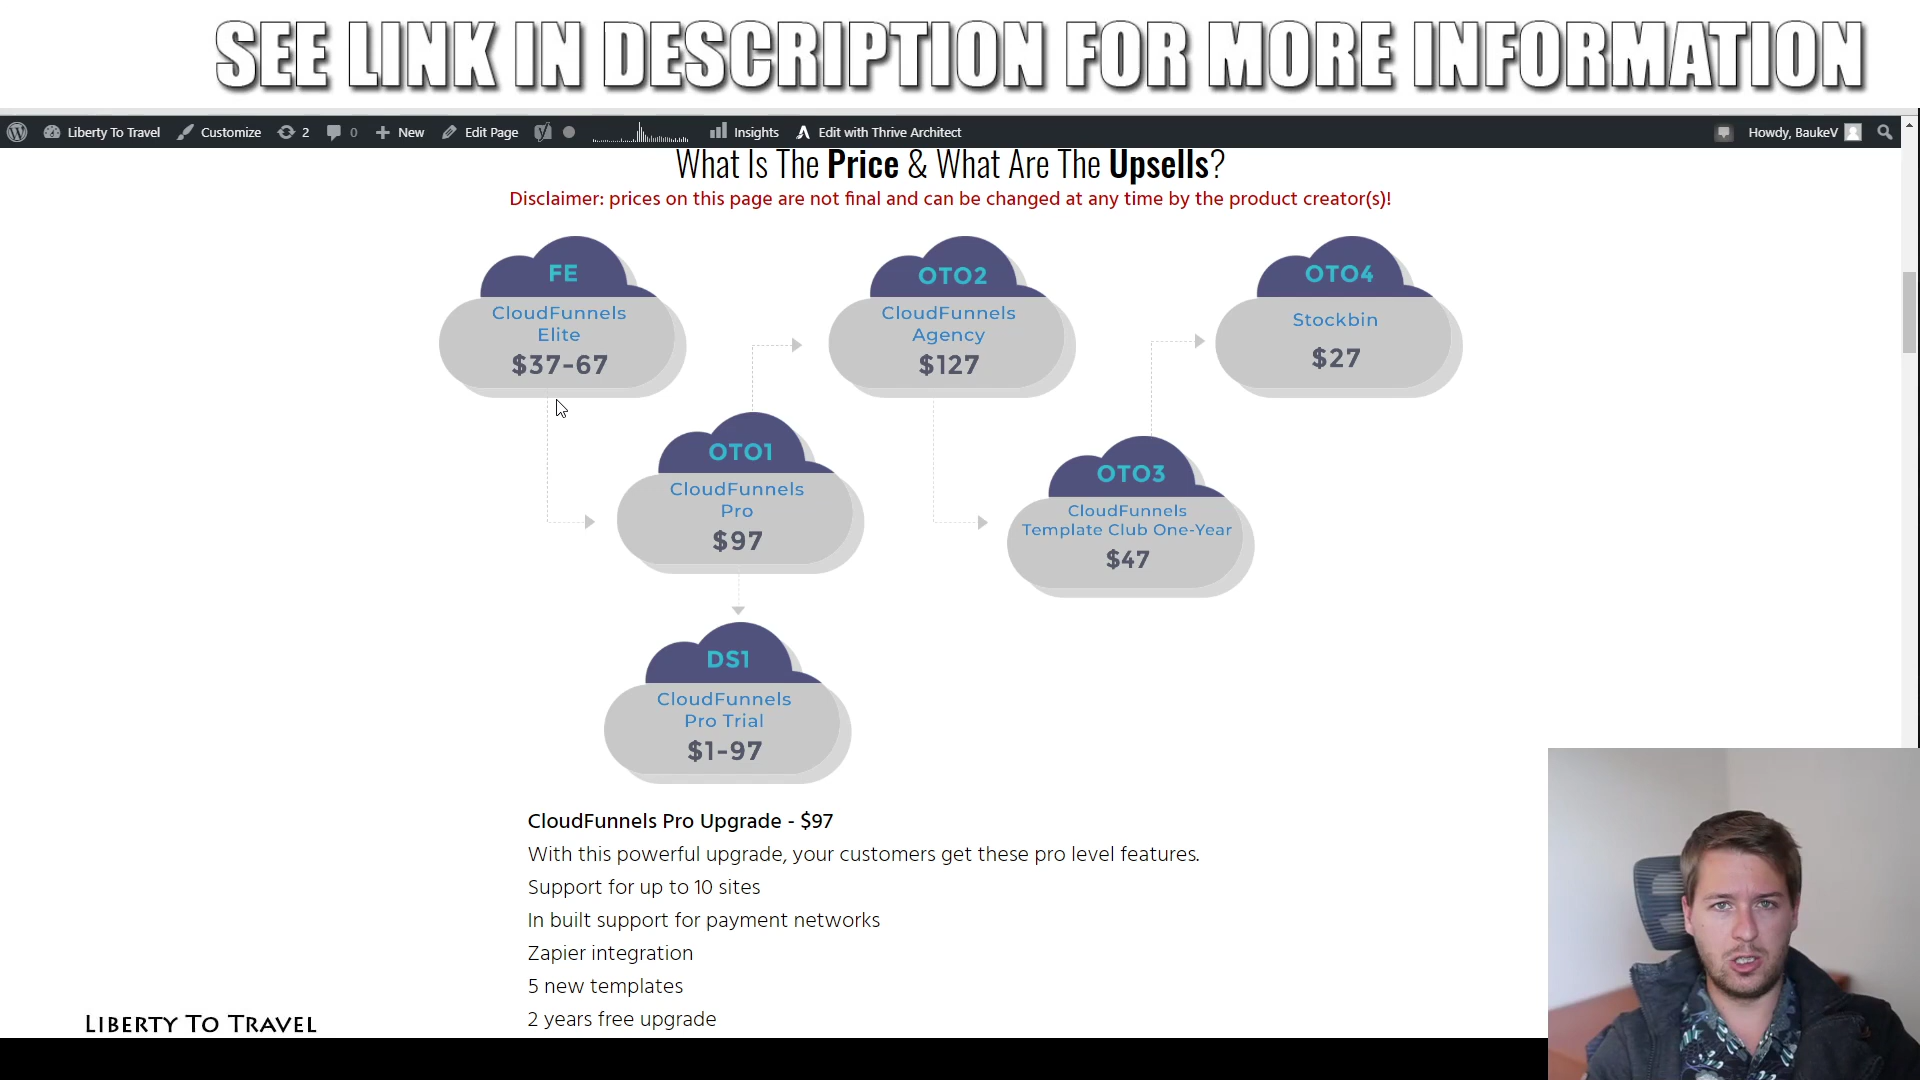 SEE LINK IN DESCRIPTION FOR MORE INFORMATION
Liberty To Travel Customize 2 0 New Edit Page Insights Edit with Thrive Architect Howdy, BaukeV
What Is The Price & What Are The Upsells?
Disclaimer: prices on this page are not final and can be changed at any time by the product creator(s)!
FE
CloudFunnels
Elite
$37-67
OTO2
CloudFunnels
Agency
$127
OTO4
Stockbin
$27
OTO1
CloudFunnels
Pro
$97
OTO3
CloudFunnels
Template Club One-Year
$47
DS1
CloudFunnels
Pro Trial
$1-97
CloudFunnels Pro Upgrade - $97
With this powerful upgrade, your customers get these pro level features.
Support for up to 10 sites
In built support for payment networks
Zapier integration
5 new templates
2 years free upgrade
LIBERTY TO TRAVEL